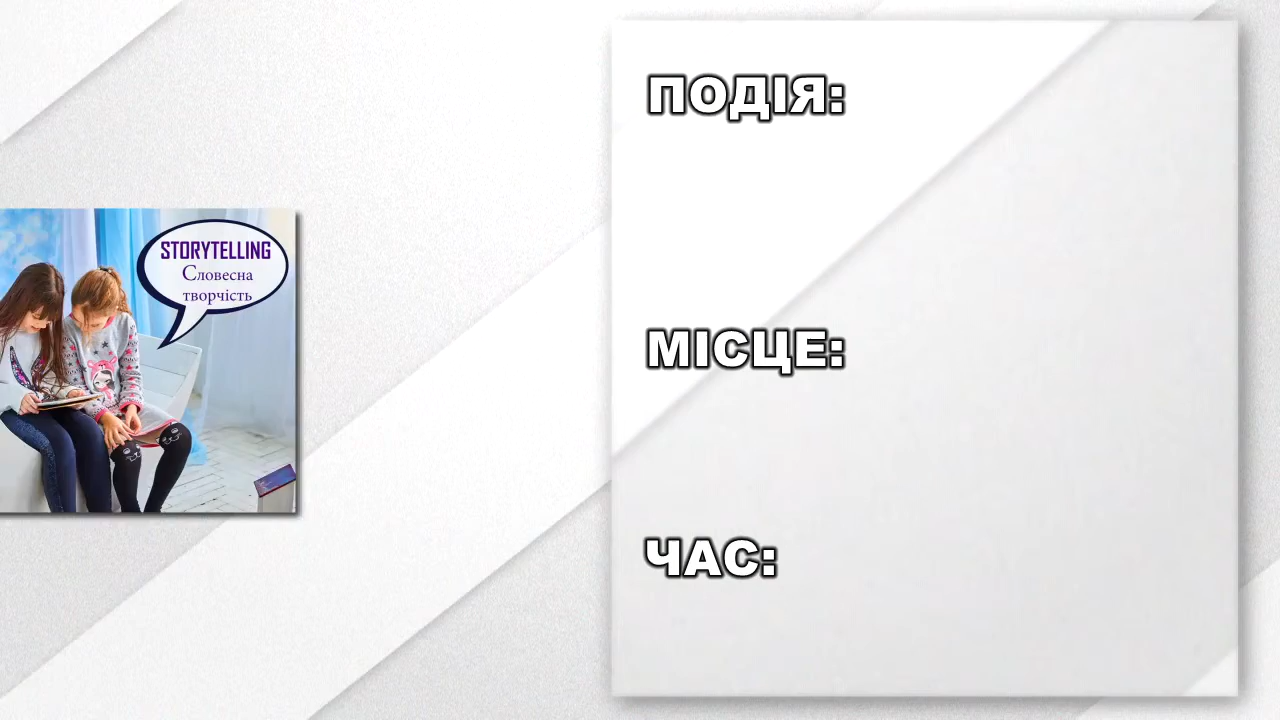 STORYTELLING
Словесна
творчість
ПОДІЯ:
МІСЦЕ:
ЧАС: